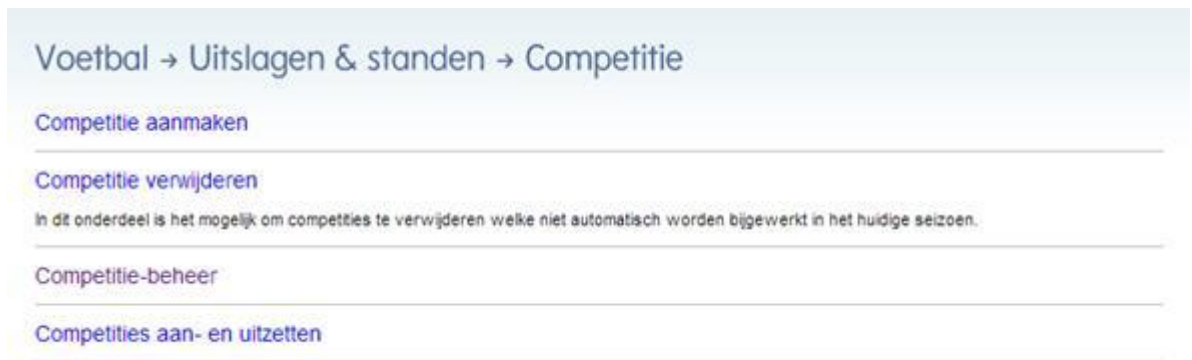 Voetbal → Uitslagen & standen → Competitie
Competitie aanmaken
Competitie verwijderen
In dit onderdeel is het mogelijk om competities te verwijderen welke niet automatisch worden bijgewerkt in het huidige seizoen.
Competitie-beheer
Competities aan- en uitzetten